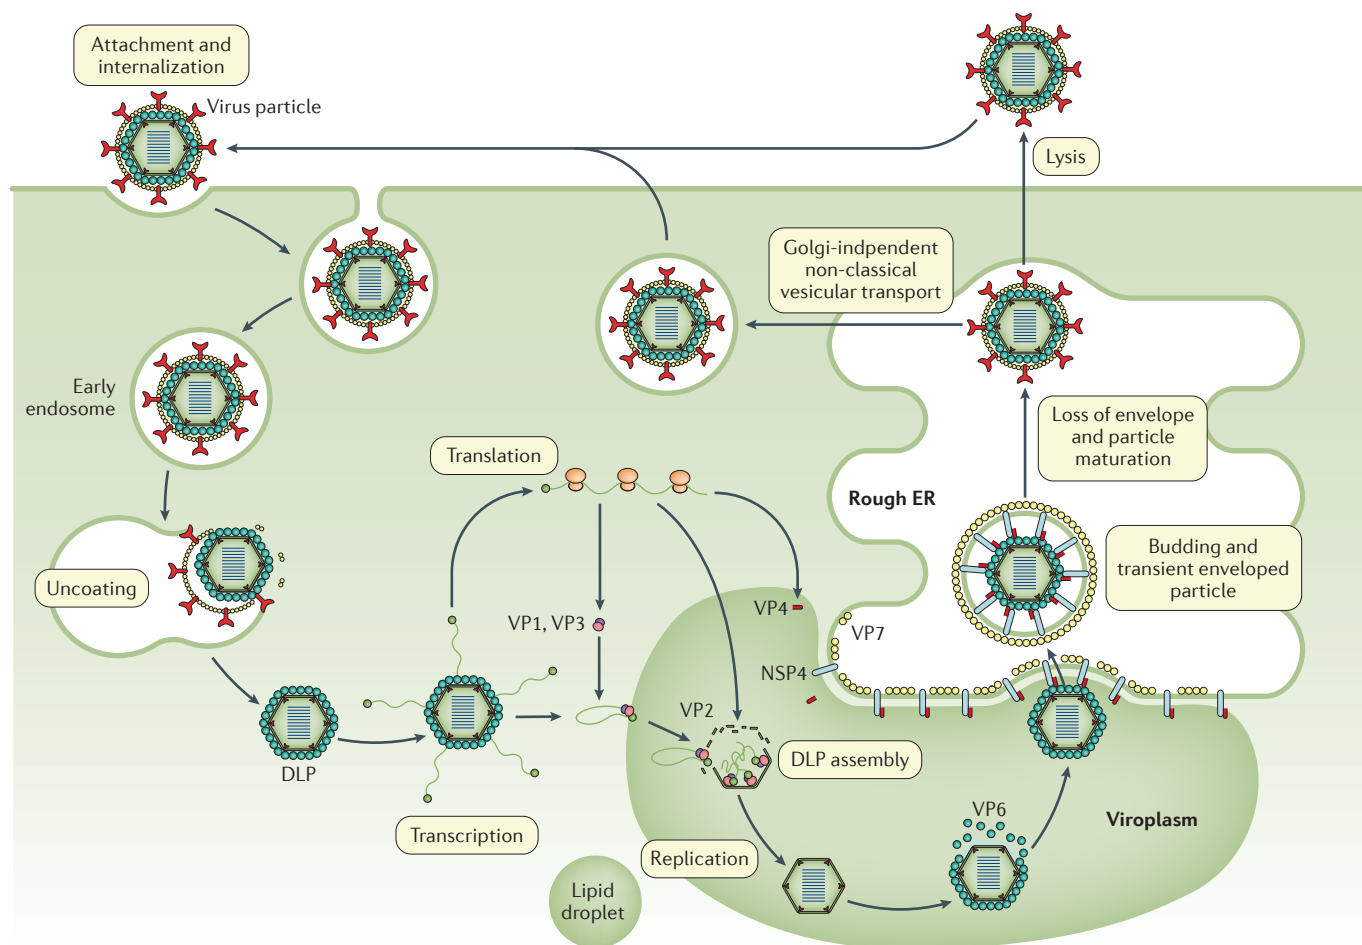 Attachment and
internalization
Virus particle
Lysis
Golgi-indpendent
non-classical
vesicular transport
Early
endosome
Loss of envelope
and particle
maturation
Translation
Rough ER
Budding and
transient enveloped
particle
Uncoating
VP4
VP1, VP3
VP7
NSP4
VP2
DLP
DLP assembly
Transcription
VP6
Viroplasm
Replication
Lipid
droplet